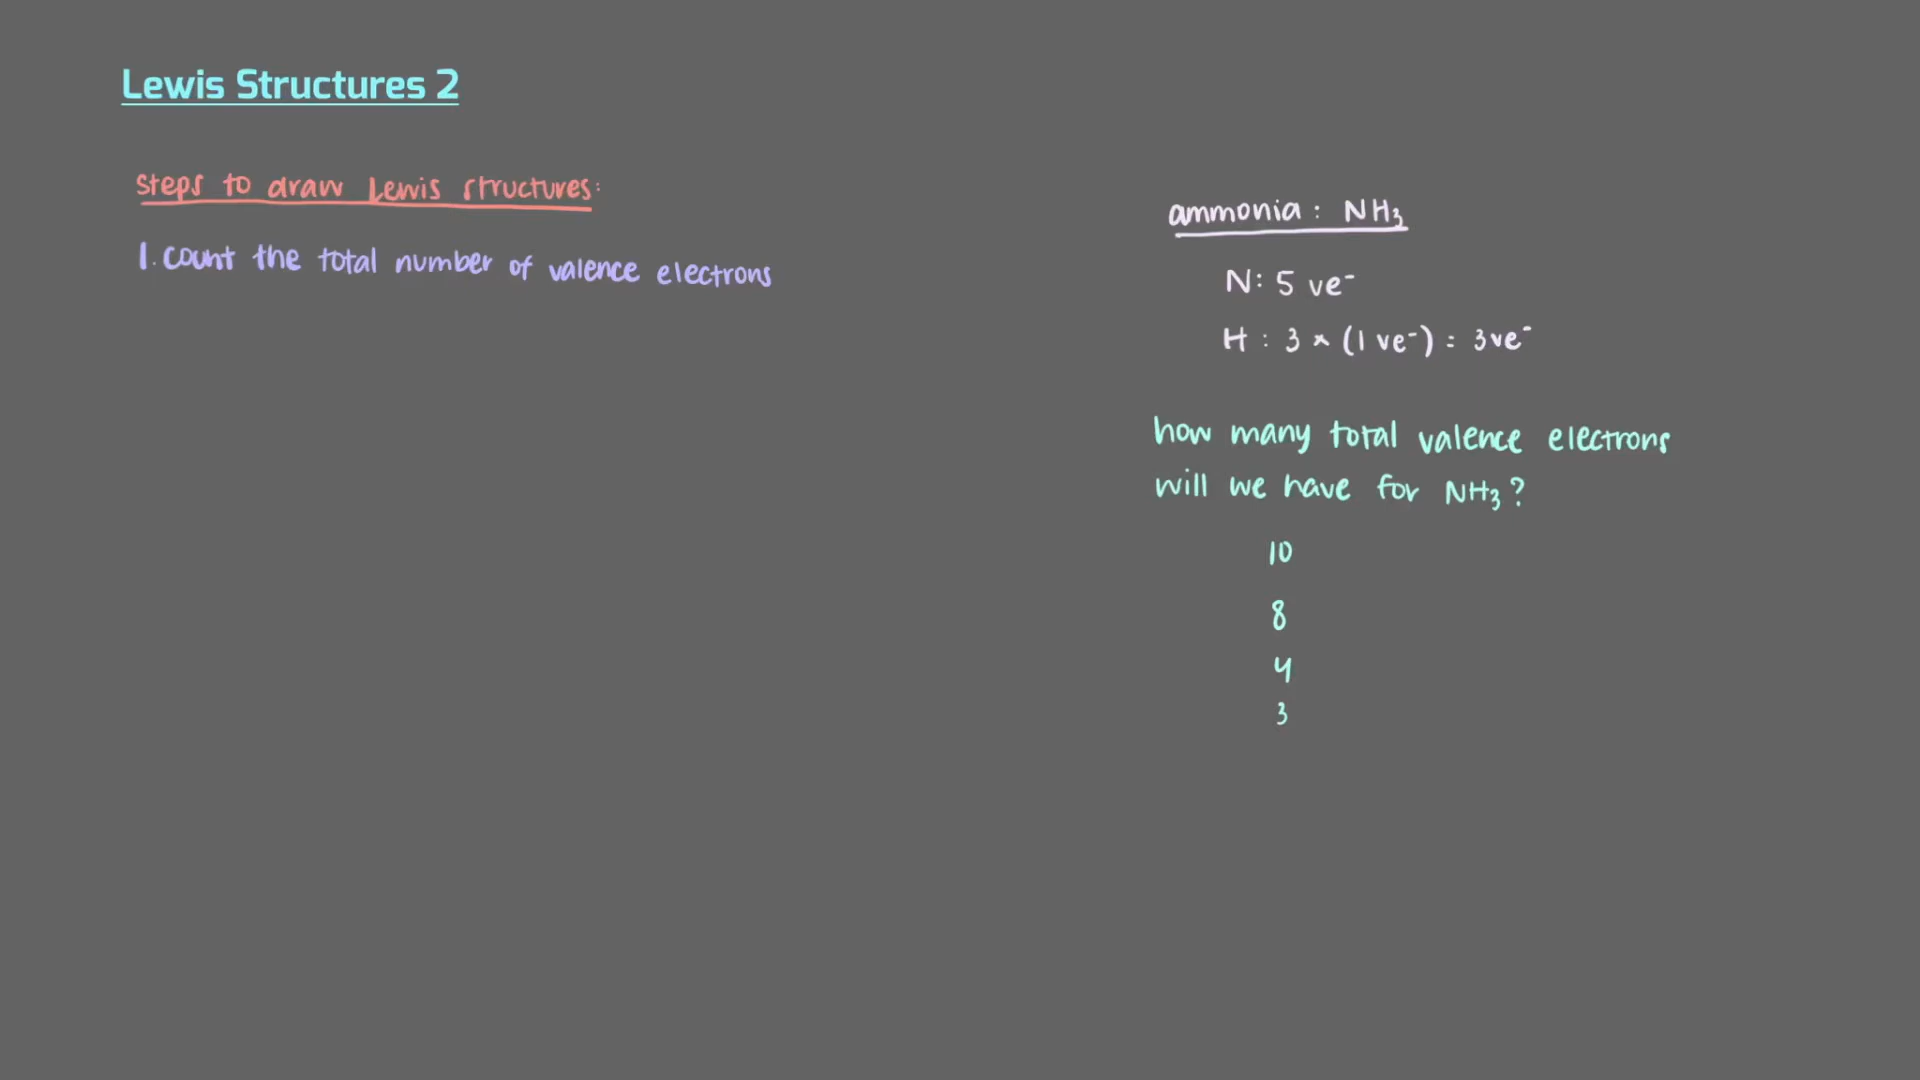 Lewis Structures 2
steps to draw Lewis structures:
1. count the total number of valence electrons
ammonia: NH₃
N: 5 ve⁻
H: 3 × (1 ve⁻) = 3ve⁻
how many total valence electrons
will we have for NH₃?
10
8
4
3